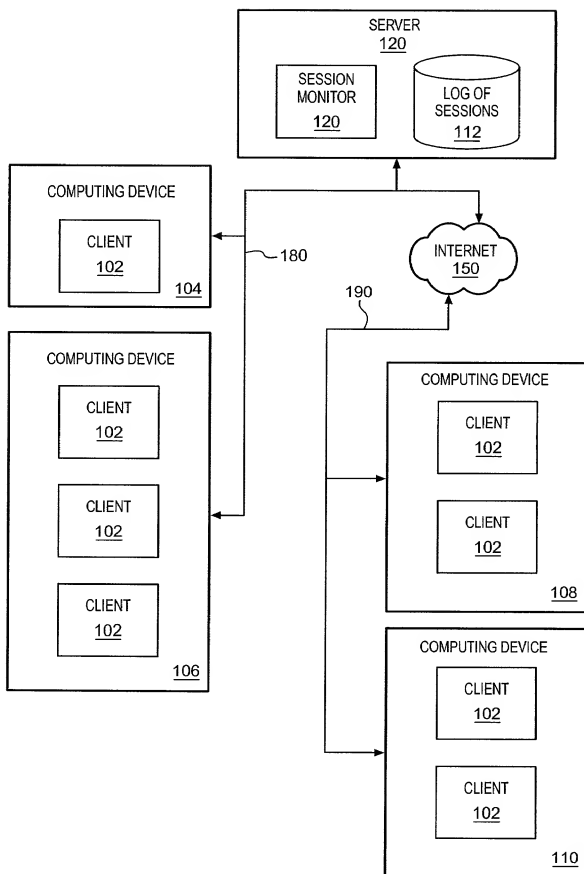 SERVER
120
SESSION
MONITOR
120
LOG OF
SESSIONS
112
COMPUTING DEVICE
CLIENT
102
104
180
INTERNET
150
190
COMPUTING DEVICE
CLIENT
102
CLIENT
102
CLIENT
102
106
COMPUTING DEVICE
CLIENT
102
CLIENT
102
108
COMPUTING DEVICE
CLIENT
102
CLIENT
102
110